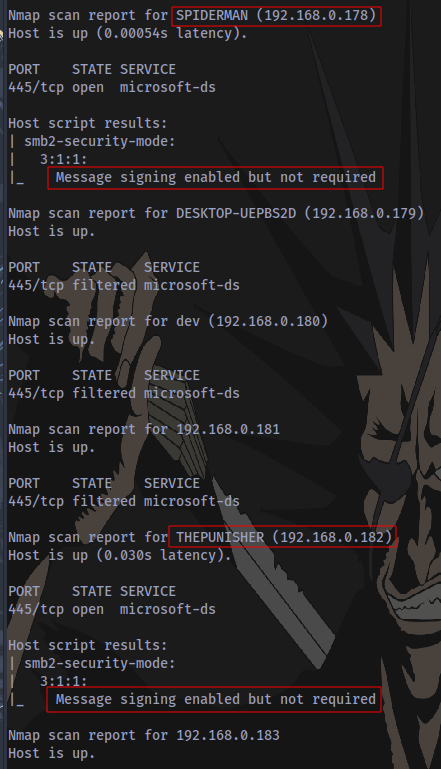 Nmap scan report for SPIDERMAN (192.168.0.178)
Host is up (0.00054s latency).
PORT    STATE SERVICE
445/tcp open  microsoft-ds
Host script results:
| smb2-security-mode:
|   3:1:1:
|_    Message signing enabled but not required
Nmap scan report for DESKTOP-UEPBS2D (192.168.0.179)
Host is up.
PORT    STATE    SERVICE
445/tcp filtered microsoft-ds
Nmap scan report for dev (192.168.0.180)
Host is up.
PORT    STATE    SERVICE
445/tcp filtered microsoft-ds
Nmap scan report for 192.168.0.181
Host is up.
PORT    STATE    SERVICE
445/tcp filtered microsoft-ds
Nmap scan report for THEPUNISHER (192.168.0.182)
Host is up (0.030s latency).
PORT    STATE SERVICE
445/tcp open  microsoft-ds
Host script results:
| smb2-security-mode:
|   3:1:1:
|_    Message signing enabled but not required
Nmap scan report for 192.168.0.183
Host is up.